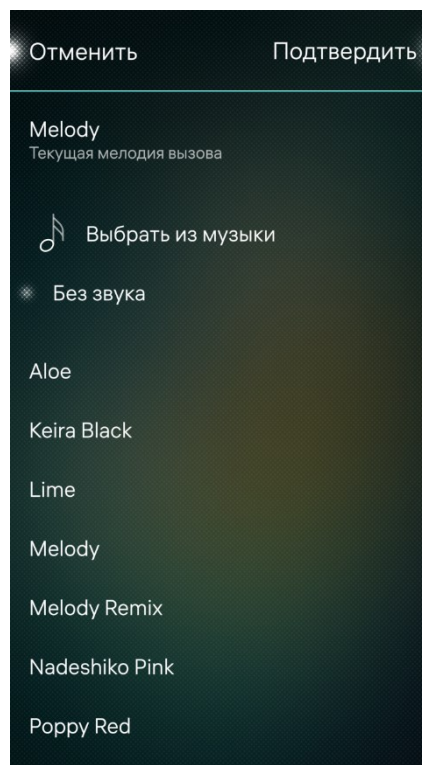 Отменить Подтвердить
Melody
Текущая мелодия вызова
Выбрать из музыки
Без звука
Aloe
Keira Black
Lime
Melody
Melody Remix
Nadeshiko Pink
Poppy Red